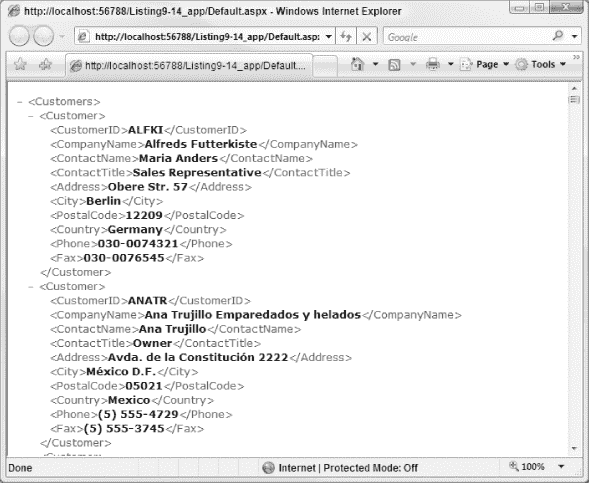 http://localhost:56788/Listing9-14_app/Default.aspx - Windows Internet Explorer
http://localhost:56788/Listing9-14_app/Default.asp:
Google
http://localhost:56788/Listing9-14_app/Default....
Page
Tools
- <Customers>
- <Customer>
<CustomerID>ALFKI</CustomerID>
<CompanyName>Alfreds Futterkiste</CompanyName>
<ContactName>Maria Anders</ContactName>
<ContactTitle>Sales Representative</ContactTitle>
<Address>Obere Str. 57</Address>
<City>Berlin</City>
<PostalCode>12209</PostalCode>
<Country>Germany</Country>
<Phone>030-0074321</Phone>
<Fax>030-0076545</Fax>
</Customer>
- <Customer>
<CustomerID>ANATR</CustomerID>
<CompanyName>Ana Trujillo Emparedados y helados</CompanyName>
<ContactName>Ana Trujillo</ContactName>
<ContactTitle>Owner</ContactTitle>
<Address>Avda. de la Constitución 2222</Address>
<City>México D.F.</City>
<PostalCode>05021</PostalCode>
<Country>Mexico</Country>
<Phone>(5) 555-4729</Phone>
<Fax>(5) 555-3745</Fax>
</Customer>
Done
Internet | Protected Mode: Off
100%